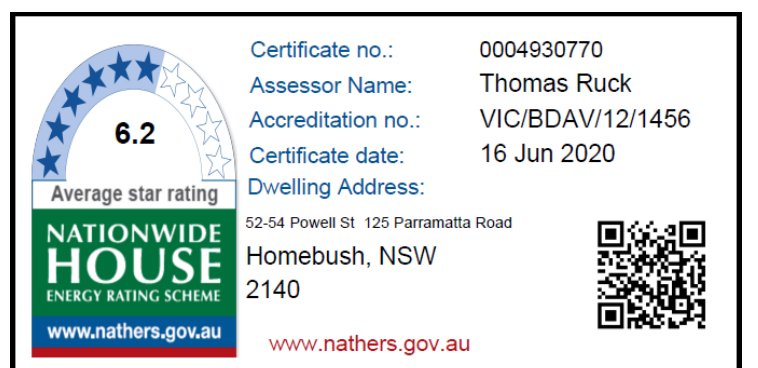 6.2
Average star rating
NATIONWIDE
HOUSE
ENERGY RATING SCHEME
www.nathers.gov.au
Certificate no.: 0004930770
Assessor Name: Thomas Ruck
Accreditation no.: VIC/BDAV/12/1456
Certificate date: 16 Jun 2020
Dwelling Address:
52-54 Powell St 125 Parramatta Road
Homebush, NSW
2140
www.nathers.gov.au